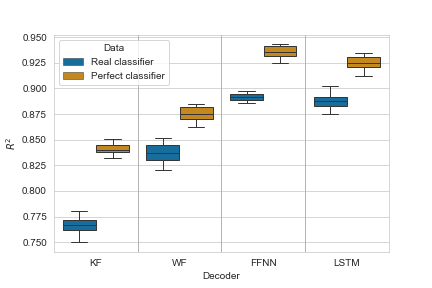 Data
Real classifier
Perfect classifier
0.950
0.925
0.900
0.875
0.850
0.825
0.800
0.775
0.750
R²
KF WF FFNN LSTM
Decoder